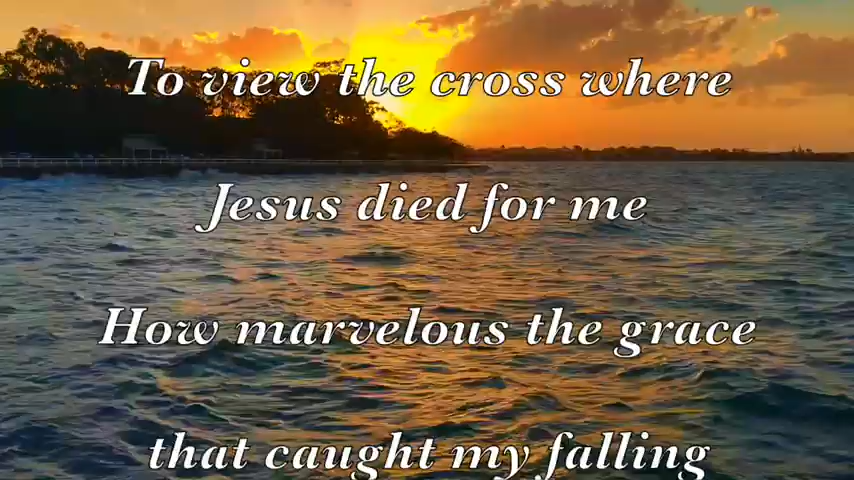 To view the cross where
Jesus died for me
How marvelous the grace
that caught my falling